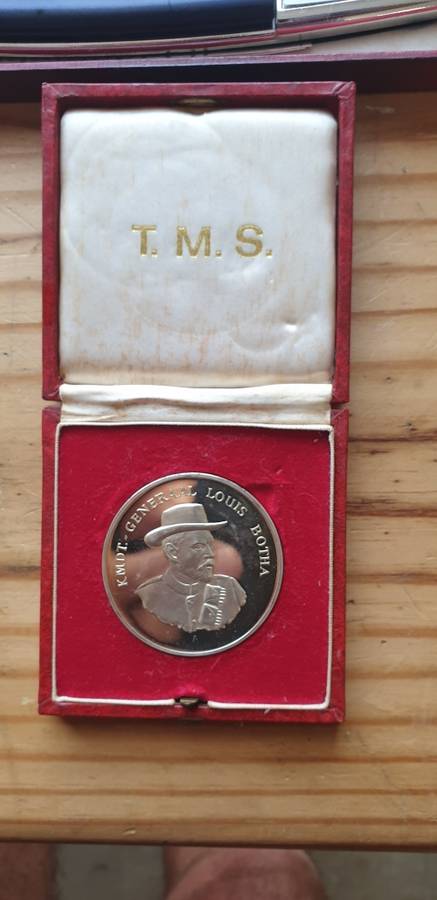 T. M. S.
KMDT.-GENERAAL LOUIS BOTHA